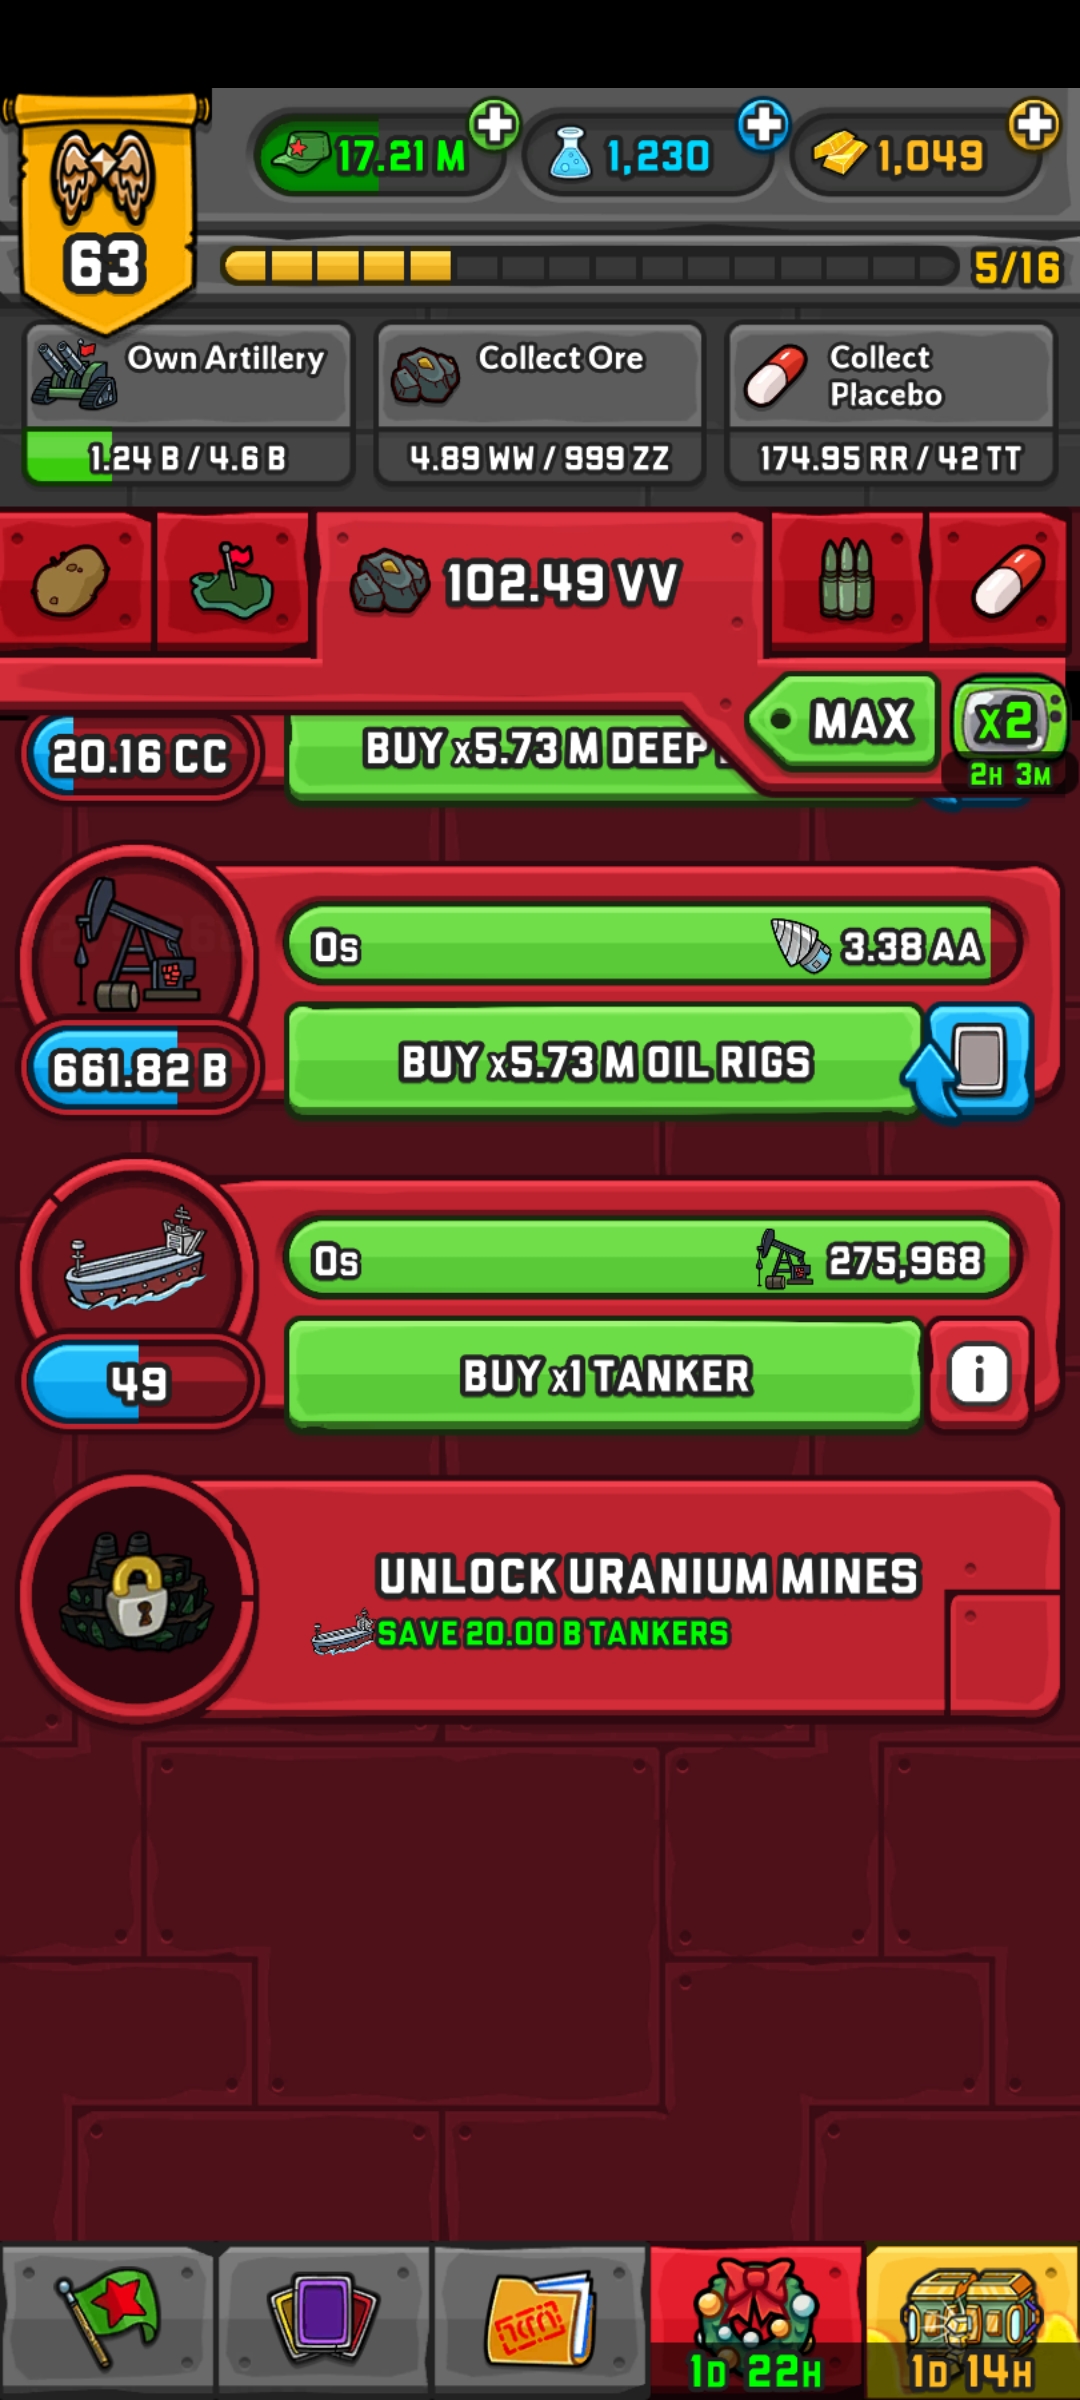 17.21 M
1,230
1,049
63
5/16
Own Artillery
1.24 B / 4.6 B
Collect Ore
4.89 WW / 999 ZZ
Collect
Placebo
174.95 RR / 42 TT
102.49 VV
MAX
x2
2H 3M
20.16 CC
BUY x5.73 M DEEP
0s
3.38 AA
661.82 B
BUY x5.73 M OIL RIGS
0s
275,968
49
BUY x1 TANKER
i
UNLOCK URANIUM MINES
SAVE 20.00 B TANKERS
1D 22H
1D 14H